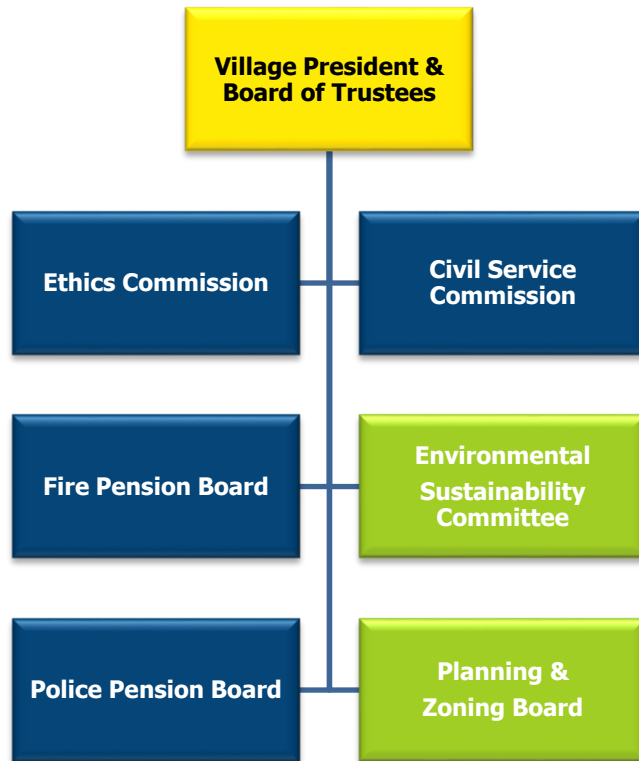 Village President &
Board of Trustees
Ethics Commission
Civil Service
Commission
Fire Pension Board
Environmental
Sustainability
Committee
Police Pension Board
Planning &
Zoning Board